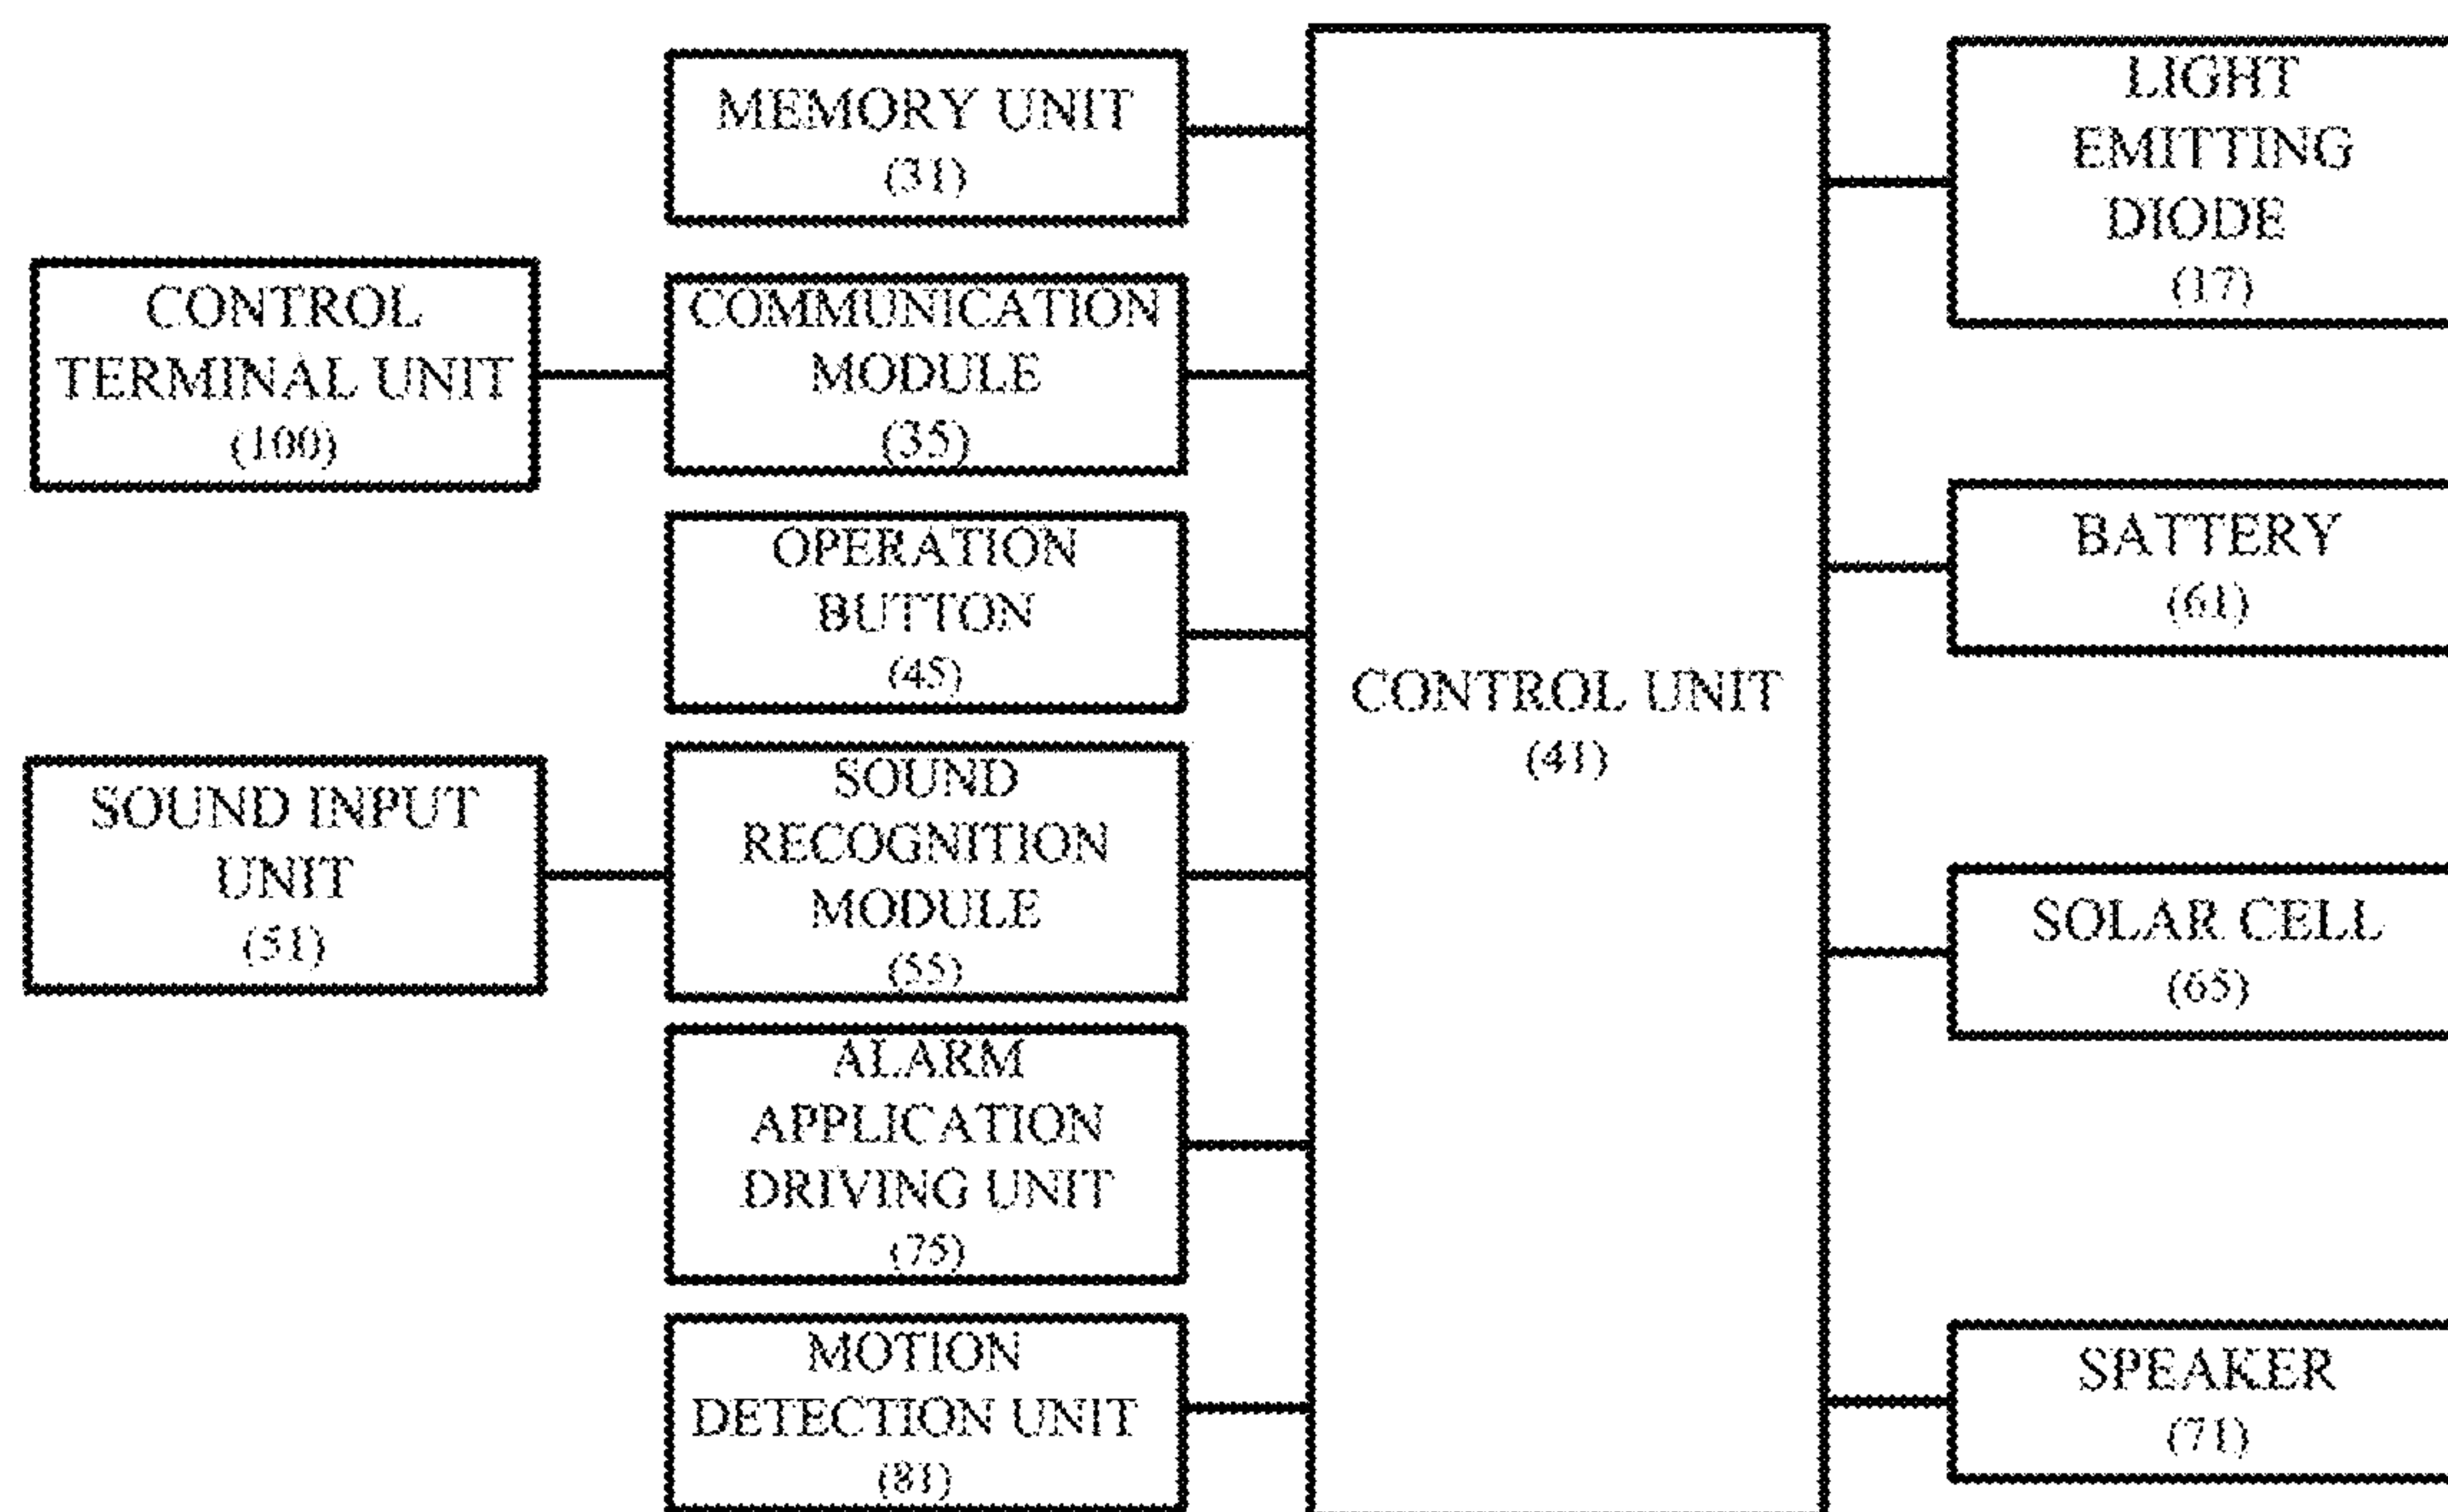 MEMORY UNIT
(31)
CONTROL
TERMINAL UNIT
(100)
COMMUNICATION
MODULE
(35)
OPERATION
BUTTON
(45)
SOUND INPUT
UNIT
(51)
SOUND
RECOGNITION
MODULE
(55)
ALARM
APPLICATION
DRIVING UNIT
(75)
MOTION
DETECTION UNIT
(81)
CONTROL UNIT
(41)
LIGHT
EMITTING
DIODE
(17)
BATTERY
(61)
SOLAR CELL
(65)
SPEAKER
(71)